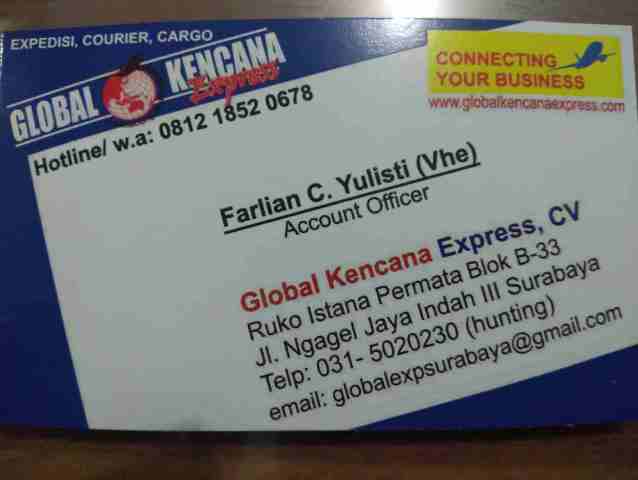 EXPEDISI, COURIER, CARGO
GLOBAL KENCANA
Express
CONNECTING
YOUR BUSINESS
www.globalkencanaexpress.com
Hotline/ w.a: 0812 1852 0678
Farlian C. Yulisti (Vhe)
Account Officer
Global Kencana Express, CV
Ruko Istana Permata Blok B-33
Jl. Ngagel Jaya Indah III Surabaya
Telp: 031- 5020230 (hunting)
email: globalexpsurabaya@gmail.com